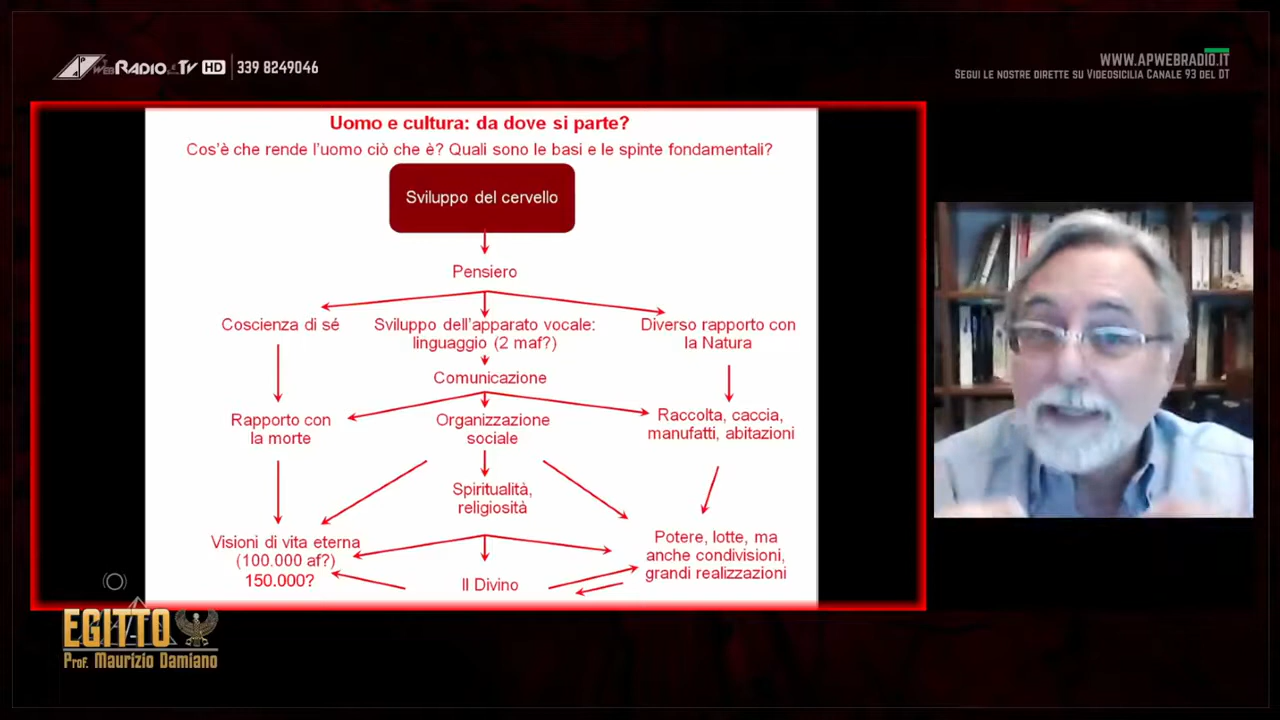 WEB RADIO E TV HD 339 8249046
WWW.APWEBRADIO.IT
SEGUI LE NOSTRE DIRETTE SU VIDEOSICILIA CANALE 93 DEL DT
Uomo e cultura: da dove si parte?
Cos'è che rende l'uomo ciò che è? Quali sono le basi e le spinte fondamentali?
Sviluppo del cervello
Pensiero
Coscienza di sé
Sviluppo dell'apparato vocale:
linguaggio (2 maf?)
Diverso rapporto con
la Natura
Comunicazione
Rapporto con
la morte
Organizzazione
sociale
Raccolta, caccia,
manufatti, abitazioni
Spiritualità,
religiosità
Visioni di vita eterna
(100.000 af?)
150.000?
Il Divino
Potere, lotte, ma
anche condivisioni,
grandi realizzazioni
EGITTO
Prof. Maurizio Damiano